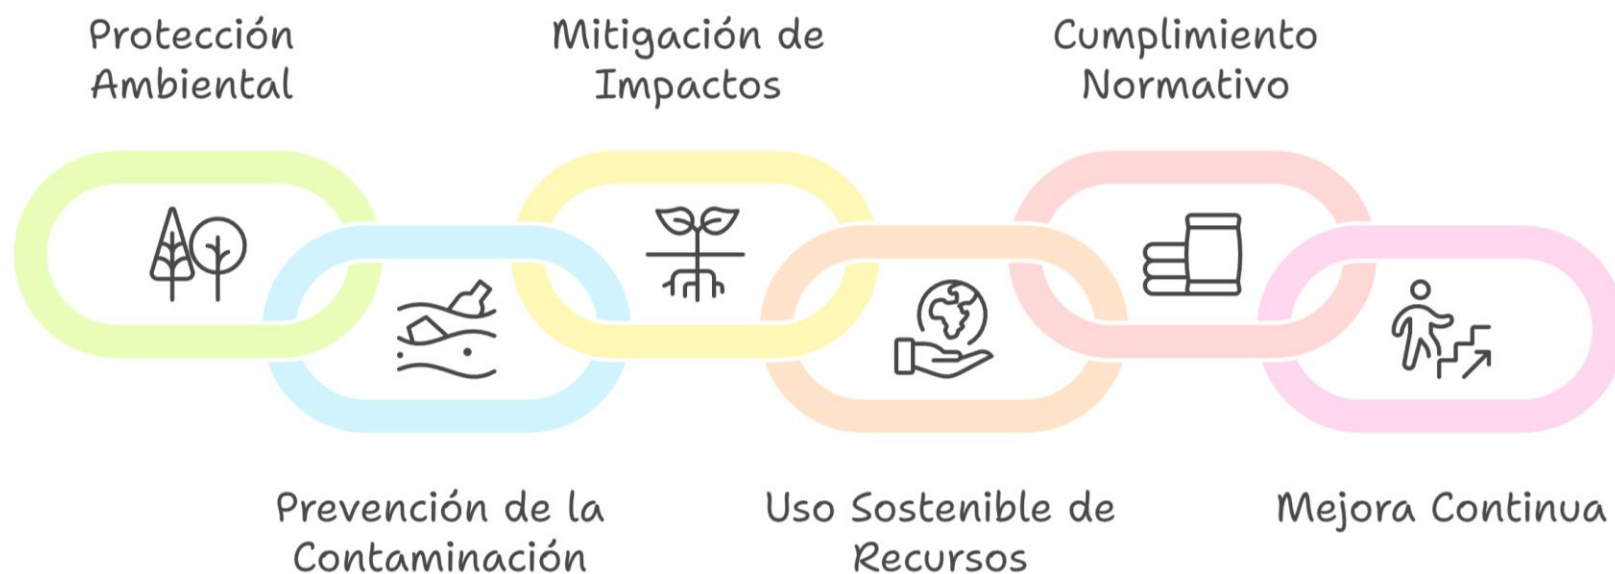 Protección
Ambiental
Mitigación de
Impactos
Cumplimiento
Normativo
Prevención de la
Contaminación
Uso Sostenible de
Recursos
Mejora Continua